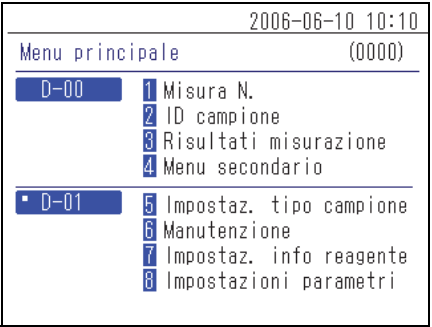 2006-06-10 10:10
Menu principale (0000)
D-00 1 Misura N.
2 ID campione
3 Risultati misurazione
4 Menu secondario
D-01 5 Impostaz. tipo campione
6 Manutenzione
7 Impostaz. info reagente
8 Impostazioni parametri